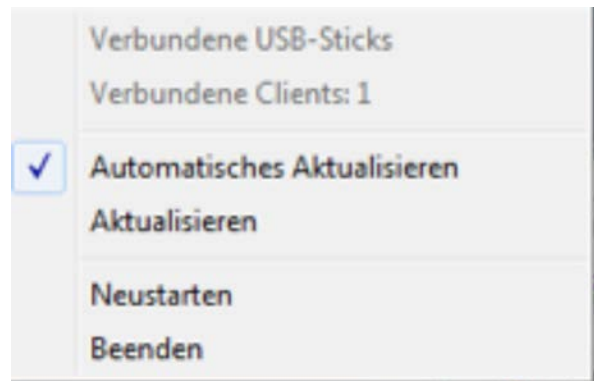 Verbundene USB-Sticks
Verbundene Clients: 1
Automatisches Aktualisieren
Aktualisieren
Neustarten
Beenden